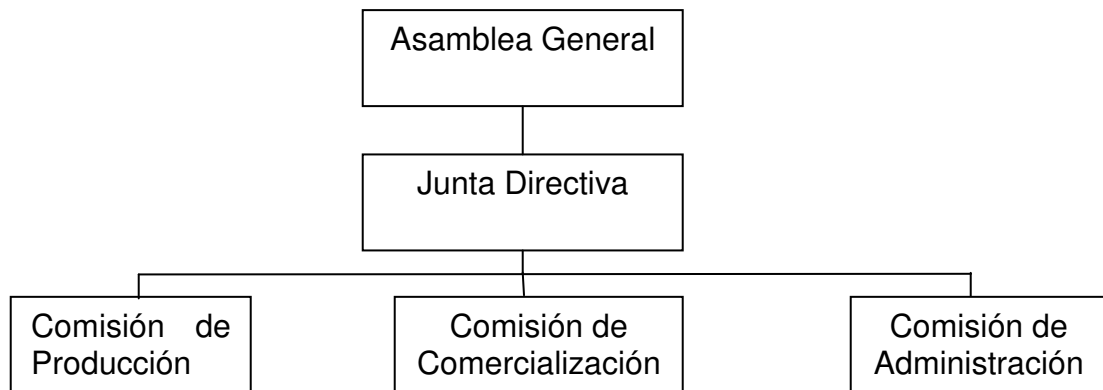 Asamblea General
Junta Directiva
Comisión de
Producción
Comisión de
Comercialización
Comisión de
Administración